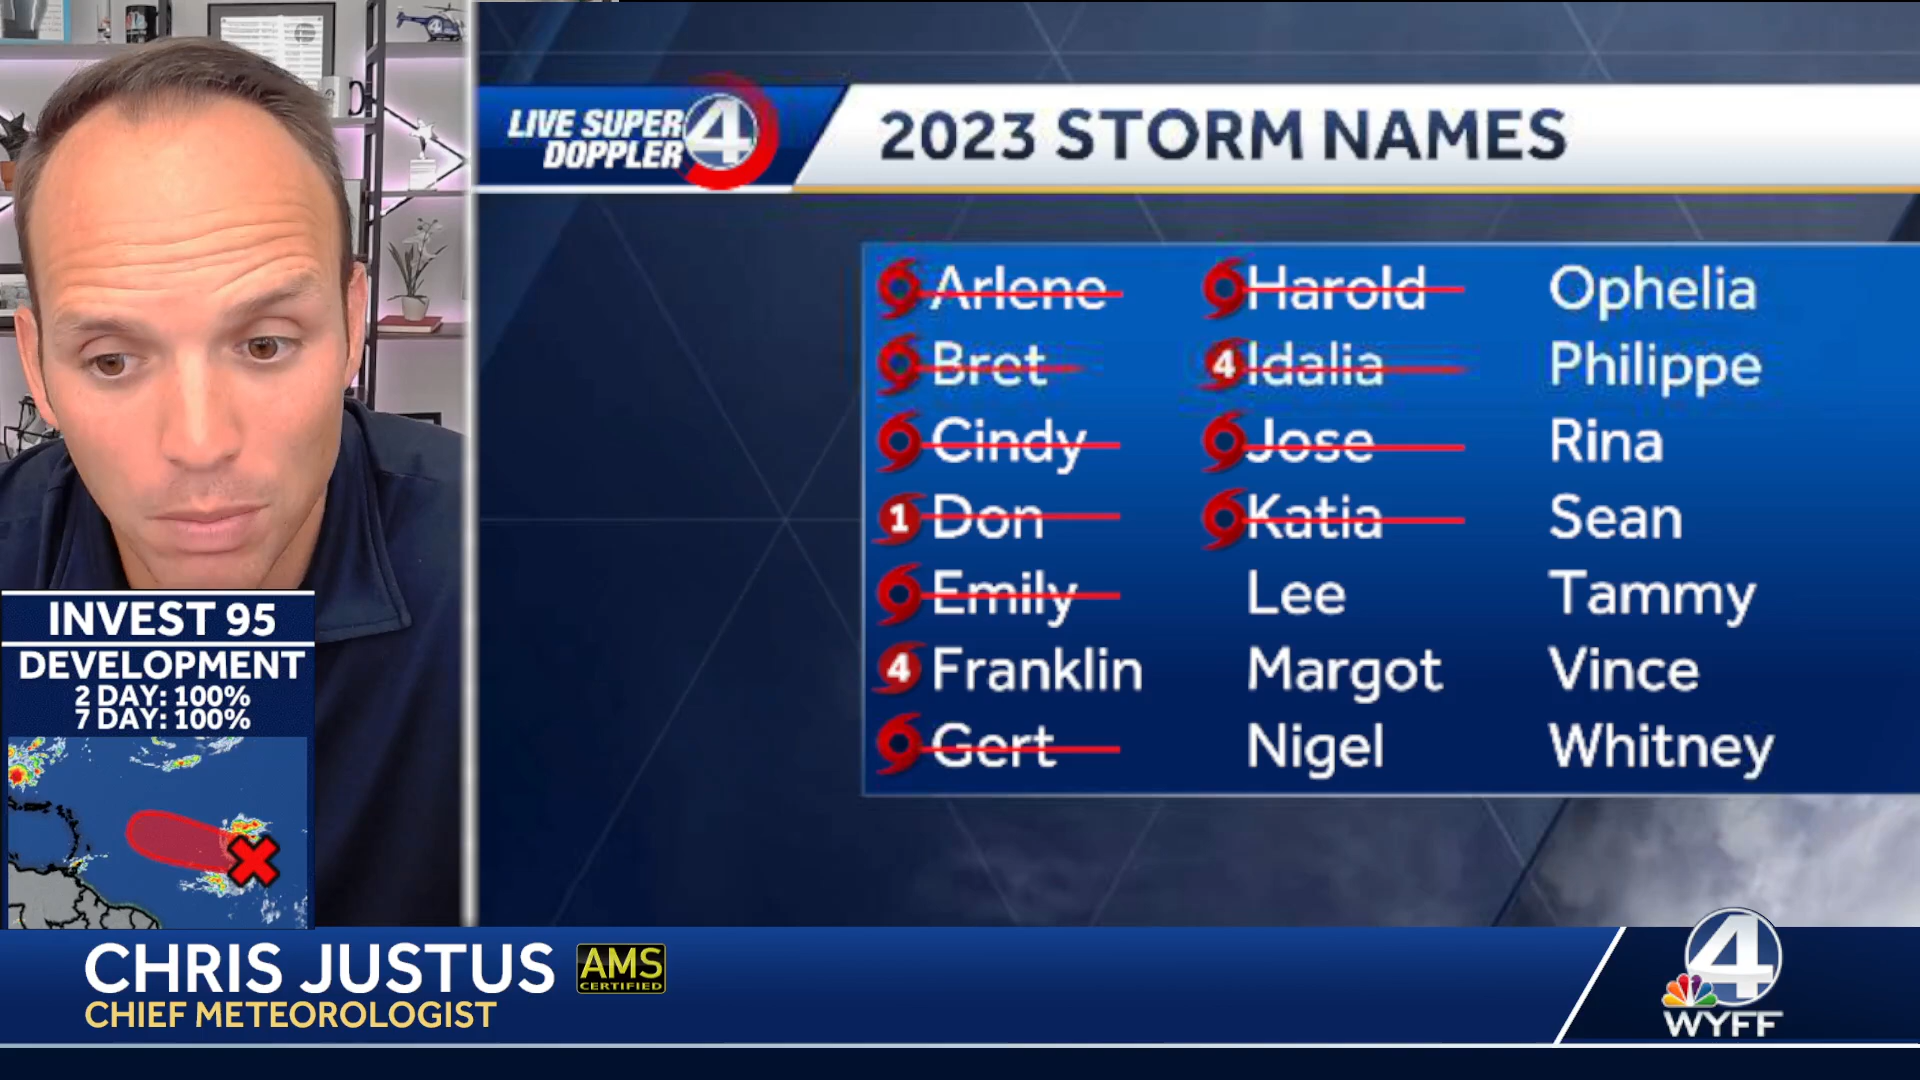 LIVE SUPER
DOPPLER 4
2023 STORM NAMES
Arlene
Bret
Cindy
1 Don
Emily
4 Franklin
Gert
Harold
4 Idalia
Jose
Katia
Lee
Margot
Nigel
Ophelia
Philippe
Rina
Sean
Tammy
Vince
Whitney
INVEST 95
DEVELOPMENT
2 DAY: 100%
7 DAY: 100%
CHRIS JUSTUS
AMS
CERTIFIED
CHIEF METEOROLOGIST
4
WYFF